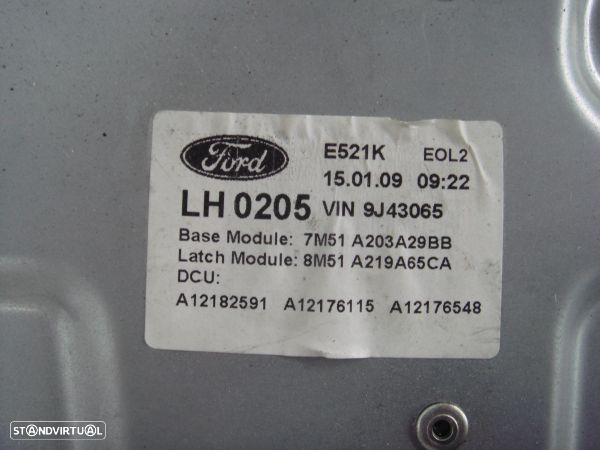 Ford
E521K EOL2
15.01.09 09:22
LH 0205 VIN 9J43065
Base Module: 7M51 A203A29BB
Latch Module: 8M51 A219A65CA
DCU:
A12182591 A12176115 A12176548
STANDVIRTUAL